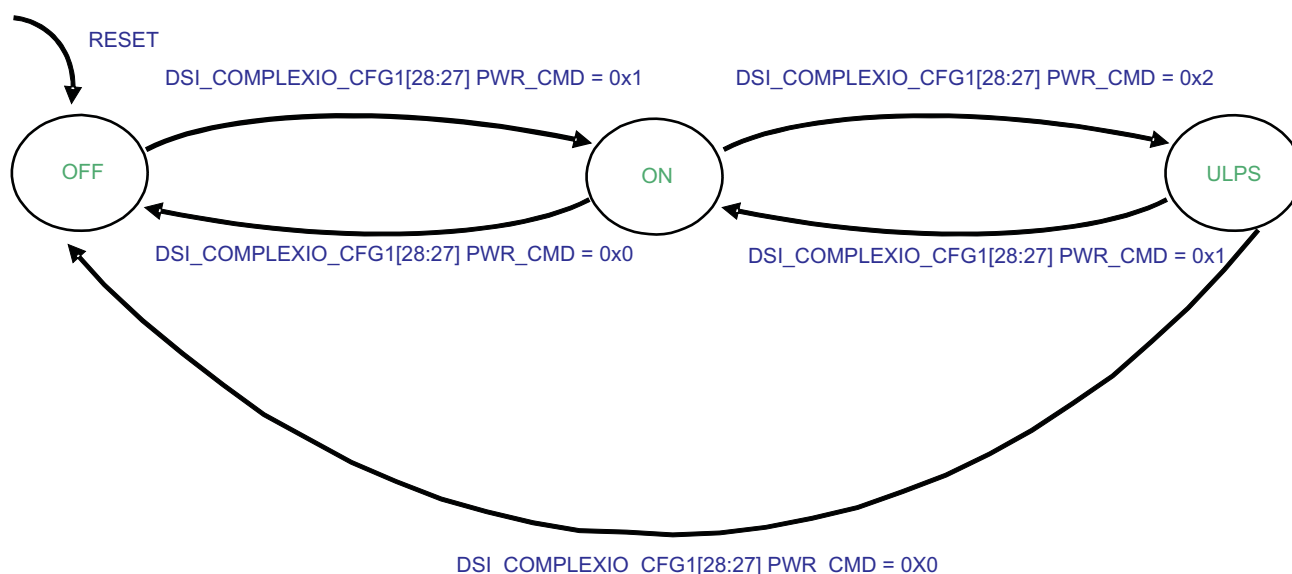 RESET
DSI_COMPLEXIO_CFG1[28:27] PWR_CMD = 0x1
DSI_COMPLEXIO_CFG1[28:27] PWR_CMD = 0x2
OFF
ON
ULPS
DSI_COMPLEXIO_CFG1[28:27] PWR_CMD = 0x0
DSI_COMPLEXIO_CFG1[28:27] PWR_CMD = 0x1
DSI_COMPLEXIO_CFG1[28:27] PWR_CMD = 0X0